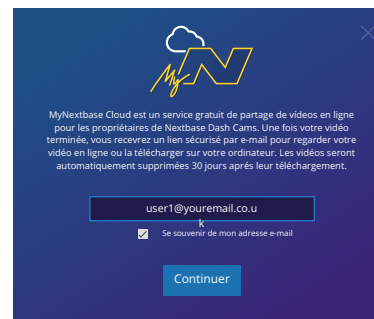 My N
MyNextbase Cloud est un service gratuit de partage de vídeos en ligne
pour les propriétaires de Nextbase Dash Cams. Une fois votre vidéo
terminée, vous recevrez un lien sécurisé par e-mail pour regarder votre
vidéo en ligne ou la télécharger sur votre ordinateur. Les vidéos seront
automatiquement supprimées 30 jours aprés leur téléchargement.
user1@youremail.co.u
k
Se souvenir de mon adresse e-mail
Continuer